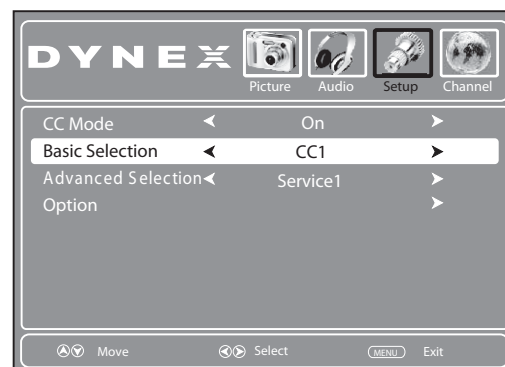 DYNEX
Picture Audio Setup Channel
CC Mode On
Basic Selection CC1
Advanced Selection Service1
Option
Move Select MENU Exit